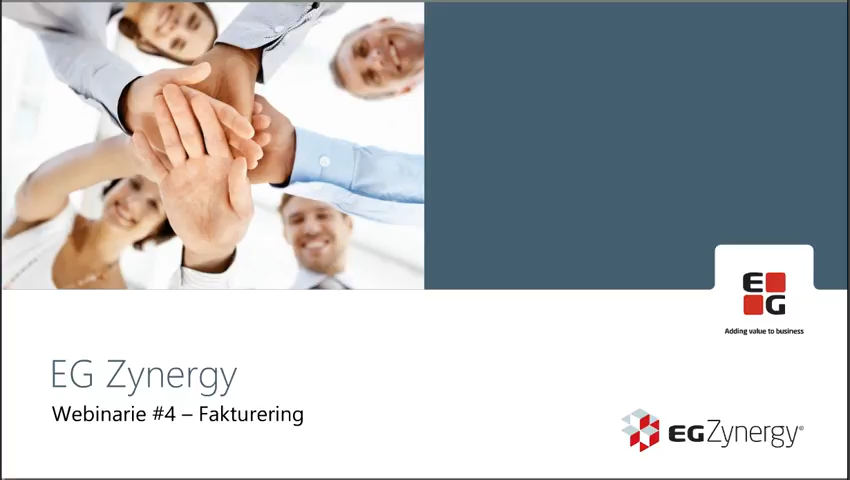 EG
Adding value to business
EG Zynergy
Webinarie #4 – Fakturering
EGZynergy®